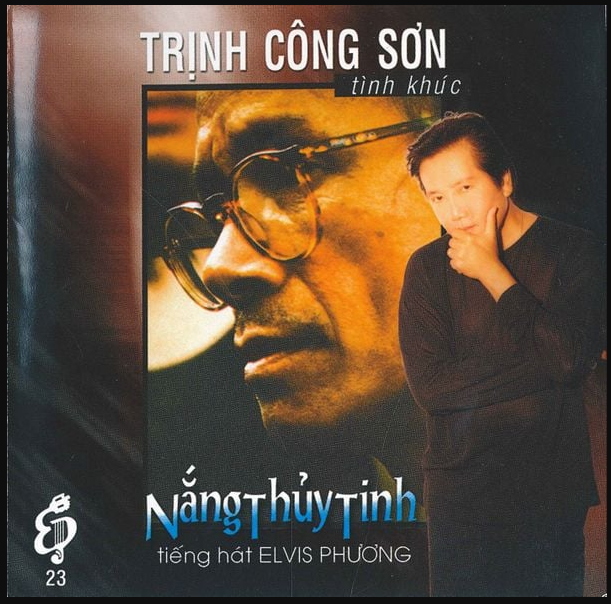 TRỊNH CÔNG SƠN
tình khúc
NắngThủyTinh
tiếng hát ELVIS PHƯƠNG
23